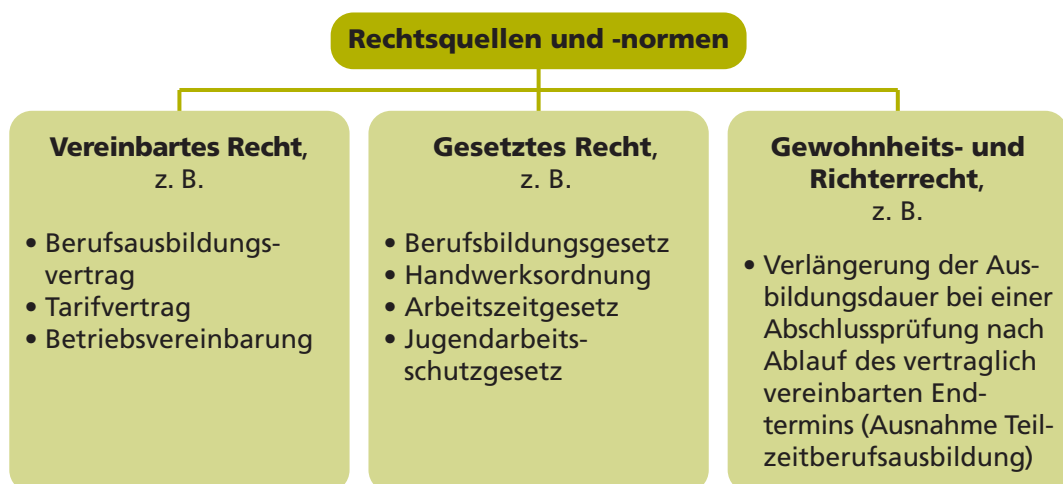 Rechtsquellen und -normen
Vereinbartes Recht,
z. B.
• Berufsausbildungs-
vertrag
• Tarifvertrag
• Betriebsvereinbarung
Gesetztes Recht,
z. B.
• Berufsbildungsgesetz
• Handwerksordnung
• Arbeitszeitgesetz
• Jugendarbeits-
schutzgesetz
Gewohnheits- und
Richterrecht,
z. B.
• Verlängerung der Aus-
bildungsdauer bei einer
Abschlussprüfung nach
Ablauf des vertraglich
vereinbarten End-
termins (Ausnahme Teil-
zeitberufsausbildung)